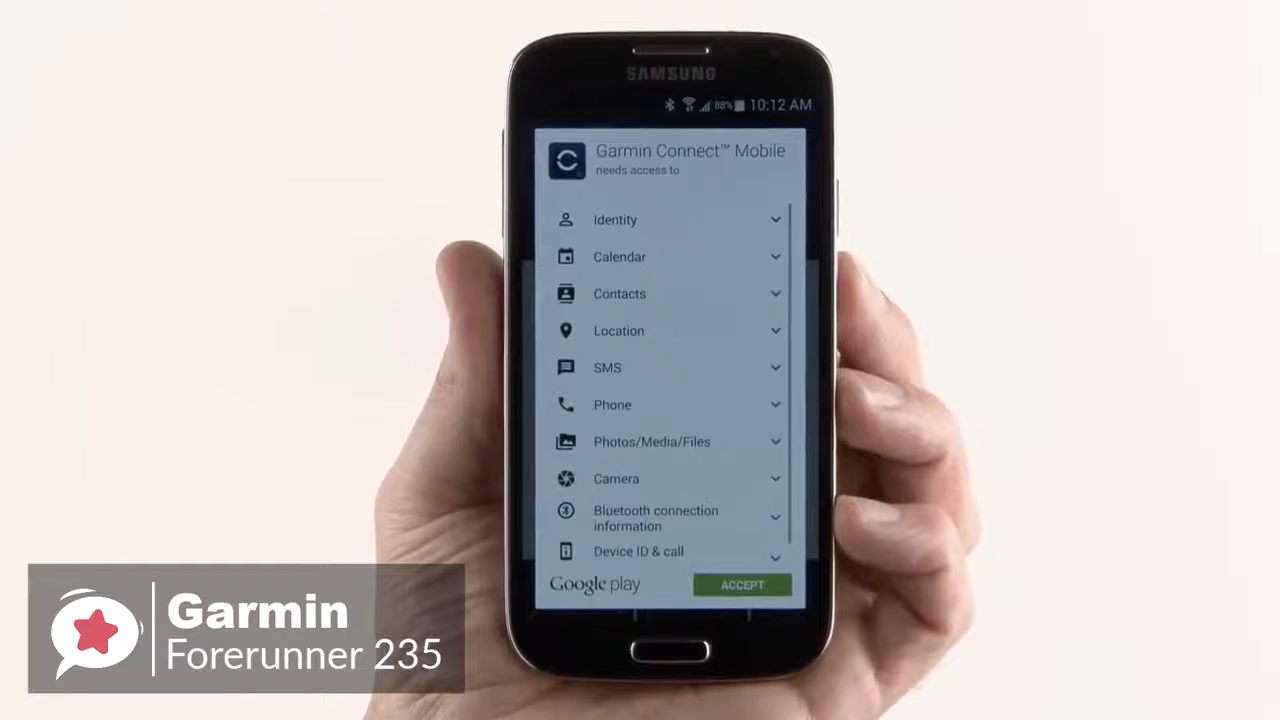 SAMSUNG
88% 10:12 AM
Garmin Connect™ Mobile
needs access to
Identity
Calendar
Contacts
Location
SMS
Phone
Photos/Media/Files
Camera
Bluetooth connection
information
Device ID & call
Google play
ACCEPT
Garmin
Forerunner 235